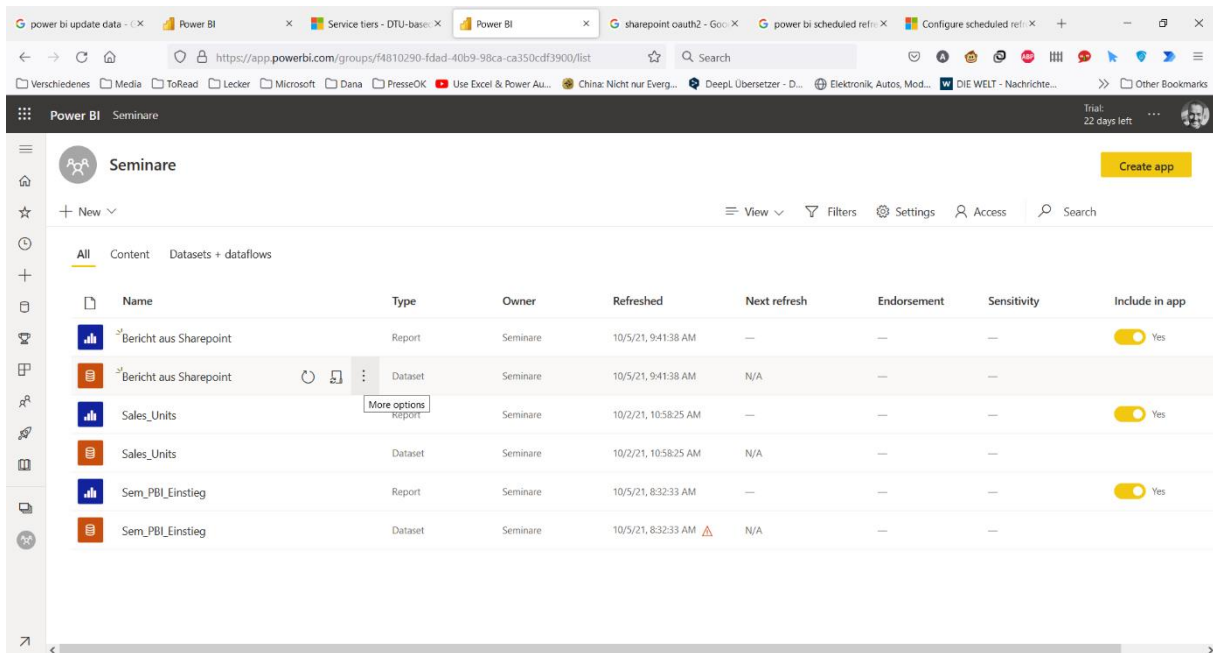 power bi update data - G
Power BI
Service tiers - DTU-based
Power BI
sharepoint oauth2 - Goo
power bi scheduled refre
Configure scheduled refr
https://app.powerbi.com/groups/f4810290-fdad-40b9-98ca-ca350cdf3900/list
Search
Verschiedenes Media ToRead Lecker Microsoft Dana PresseOK Use Excel & Power Au... China: Nicht nur Everg... DeepL Übersetzer - D... Elektronik, Autos, Mod... DIE WELT - Nachrichte... Other Bookmarks
Power BI Seminare
Trial:
22 days left
Seminare
Create app
New
View Filters Settings Access Search
All Content Datasets + dataflows
Name Type Owner Refreshed Next refresh Endorsement Sensitivity Include in app
Bericht aus Sharepoint Report Seminare 10/5/21, 9:41:38 AM — — — Yes
Bericht aus Sharepoint Dataset Seminare 10/5/21, 9:41:38 AM N/A — —
More options
Sales_Units Report Seminare 10/2/21, 10:58:25 AM — — — Yes
Sales_Units Dataset Seminare 10/2/21, 10:58:25 AM N/A — —
Sem_PBI_Einstieg Report Seminare 10/5/21, 8:32:33 AM — — — Yes
Sem_PBI_Einstieg Dataset Seminare 10/5/21, 8:32:33 AM N/A — —